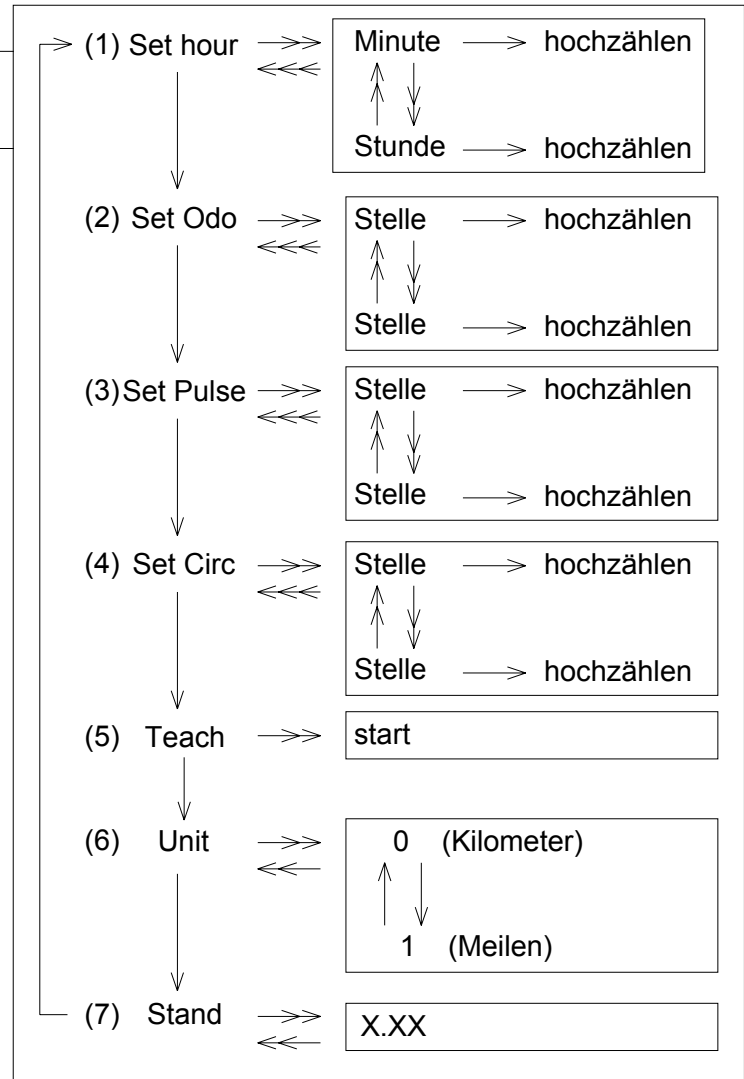 (1) Set hour Minute hochzählen
Stunde hochzählen
(2) Set Odo Stelle hochzählen
Stelle hochzählen
(3) Set Pulse Stelle hochzählen
Stelle hochzählen
(4) Set Circ Stelle hochzählen
Stelle hochzählen
(5) Teach start
(6) Unit 0 (Kilometer)
1 (Meilen)
(7) Stand X.XX